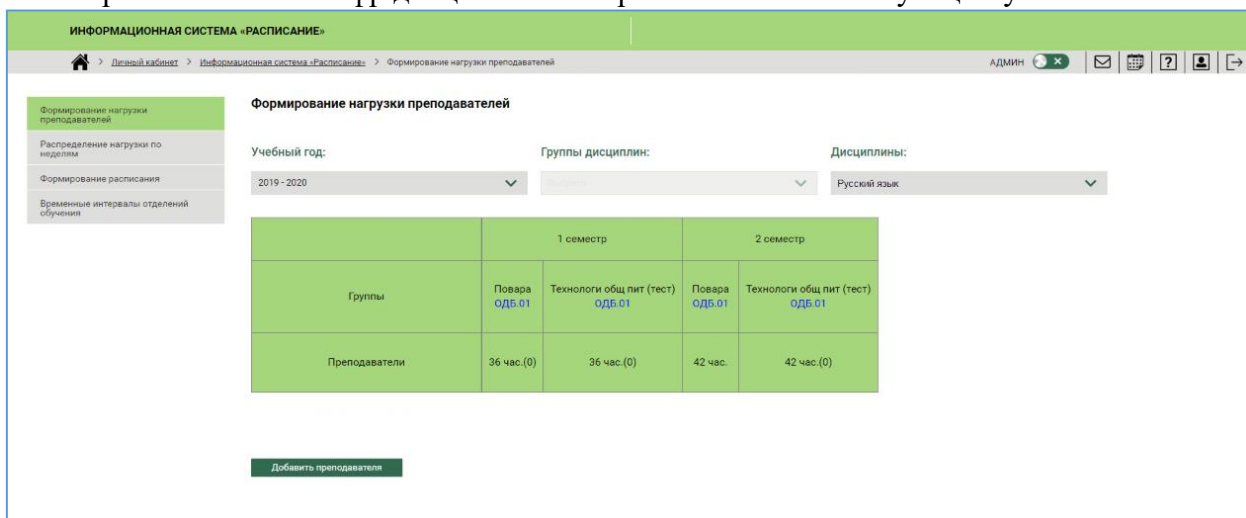 ИНФОРМАЦИОННАЯ СИСТЕМА «РАСПИСАНИЕ»
> Личный кабинет > Информационная система «Расписание» > Формирование нагрузки преподавателей
АДМИН
Формирование нагрузки
преподавателей
Распределение нагрузки по
неделям
Формирование расписания
Временные интервалы отделений
обучения
Формирование нагрузки преподавателей
Учебный год:
Группы дисциплин:
Дисциплины:
2019 - 2020
Русский язык
1 семестр
2 семестр
Группы
Повара
ОДБ.01
Технологи общ пит (тест)
ОДБ.01
Повара
ОДБ.01
Технологи общ пит (тест)
ОДБ.01
Преподаватели
36 час.(0)
36 час.(0)
42 час.
42 час.(0)
Добавить преподавателя